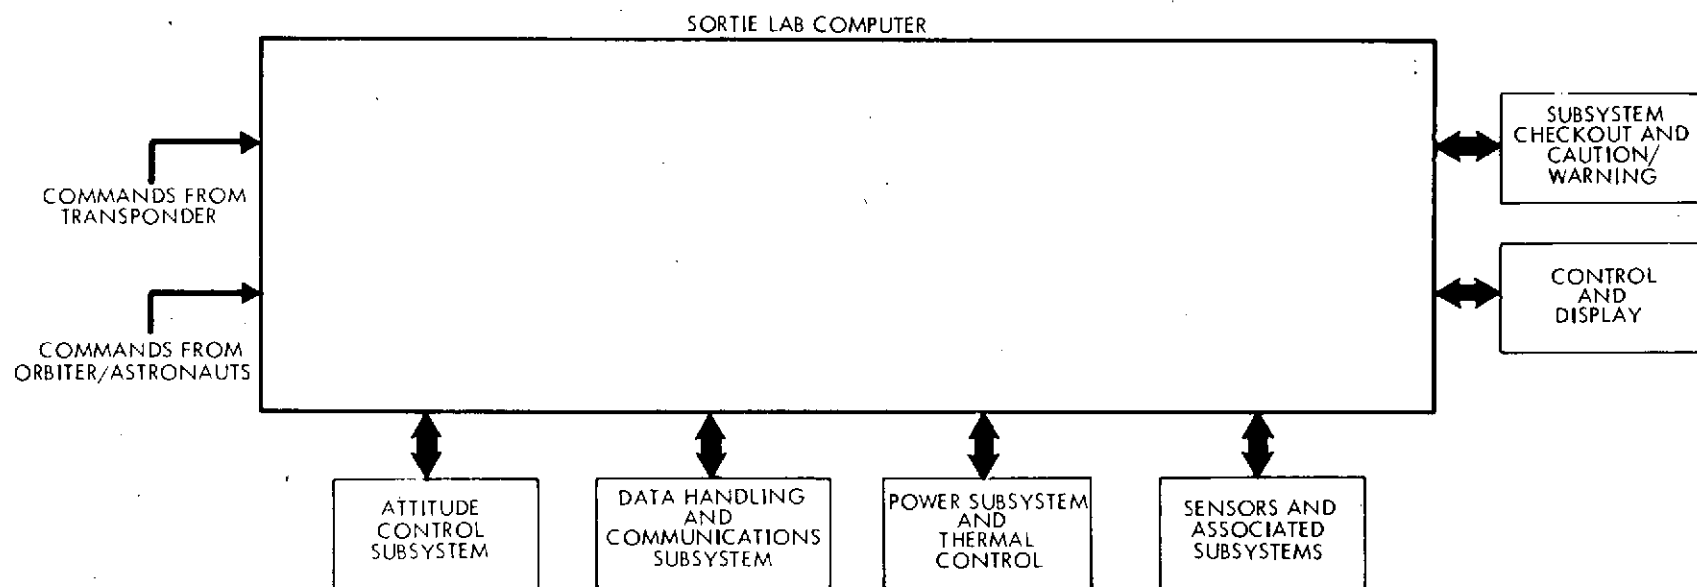 SORTIE LAB COMPUTER
COMMANDS FROM
TRANSPONDER
COMMANDS FROM
ORBITER/ASTRONAUTS
SUBSYSTEM
CHECKOUT AND
CAUTION/
WARNING
CONTROL
AND
DISPLAY
ATTITUDE
CONTROL
SUBSYSTEM
DATA HANDLING
AND
COMMUNICATIONS
SUBSYSTEM
POWER SUBSYSTEM
AND
THERMAL
CONTROL
SENSORS AND
ASSOCIATED
SUBSYSTEMS